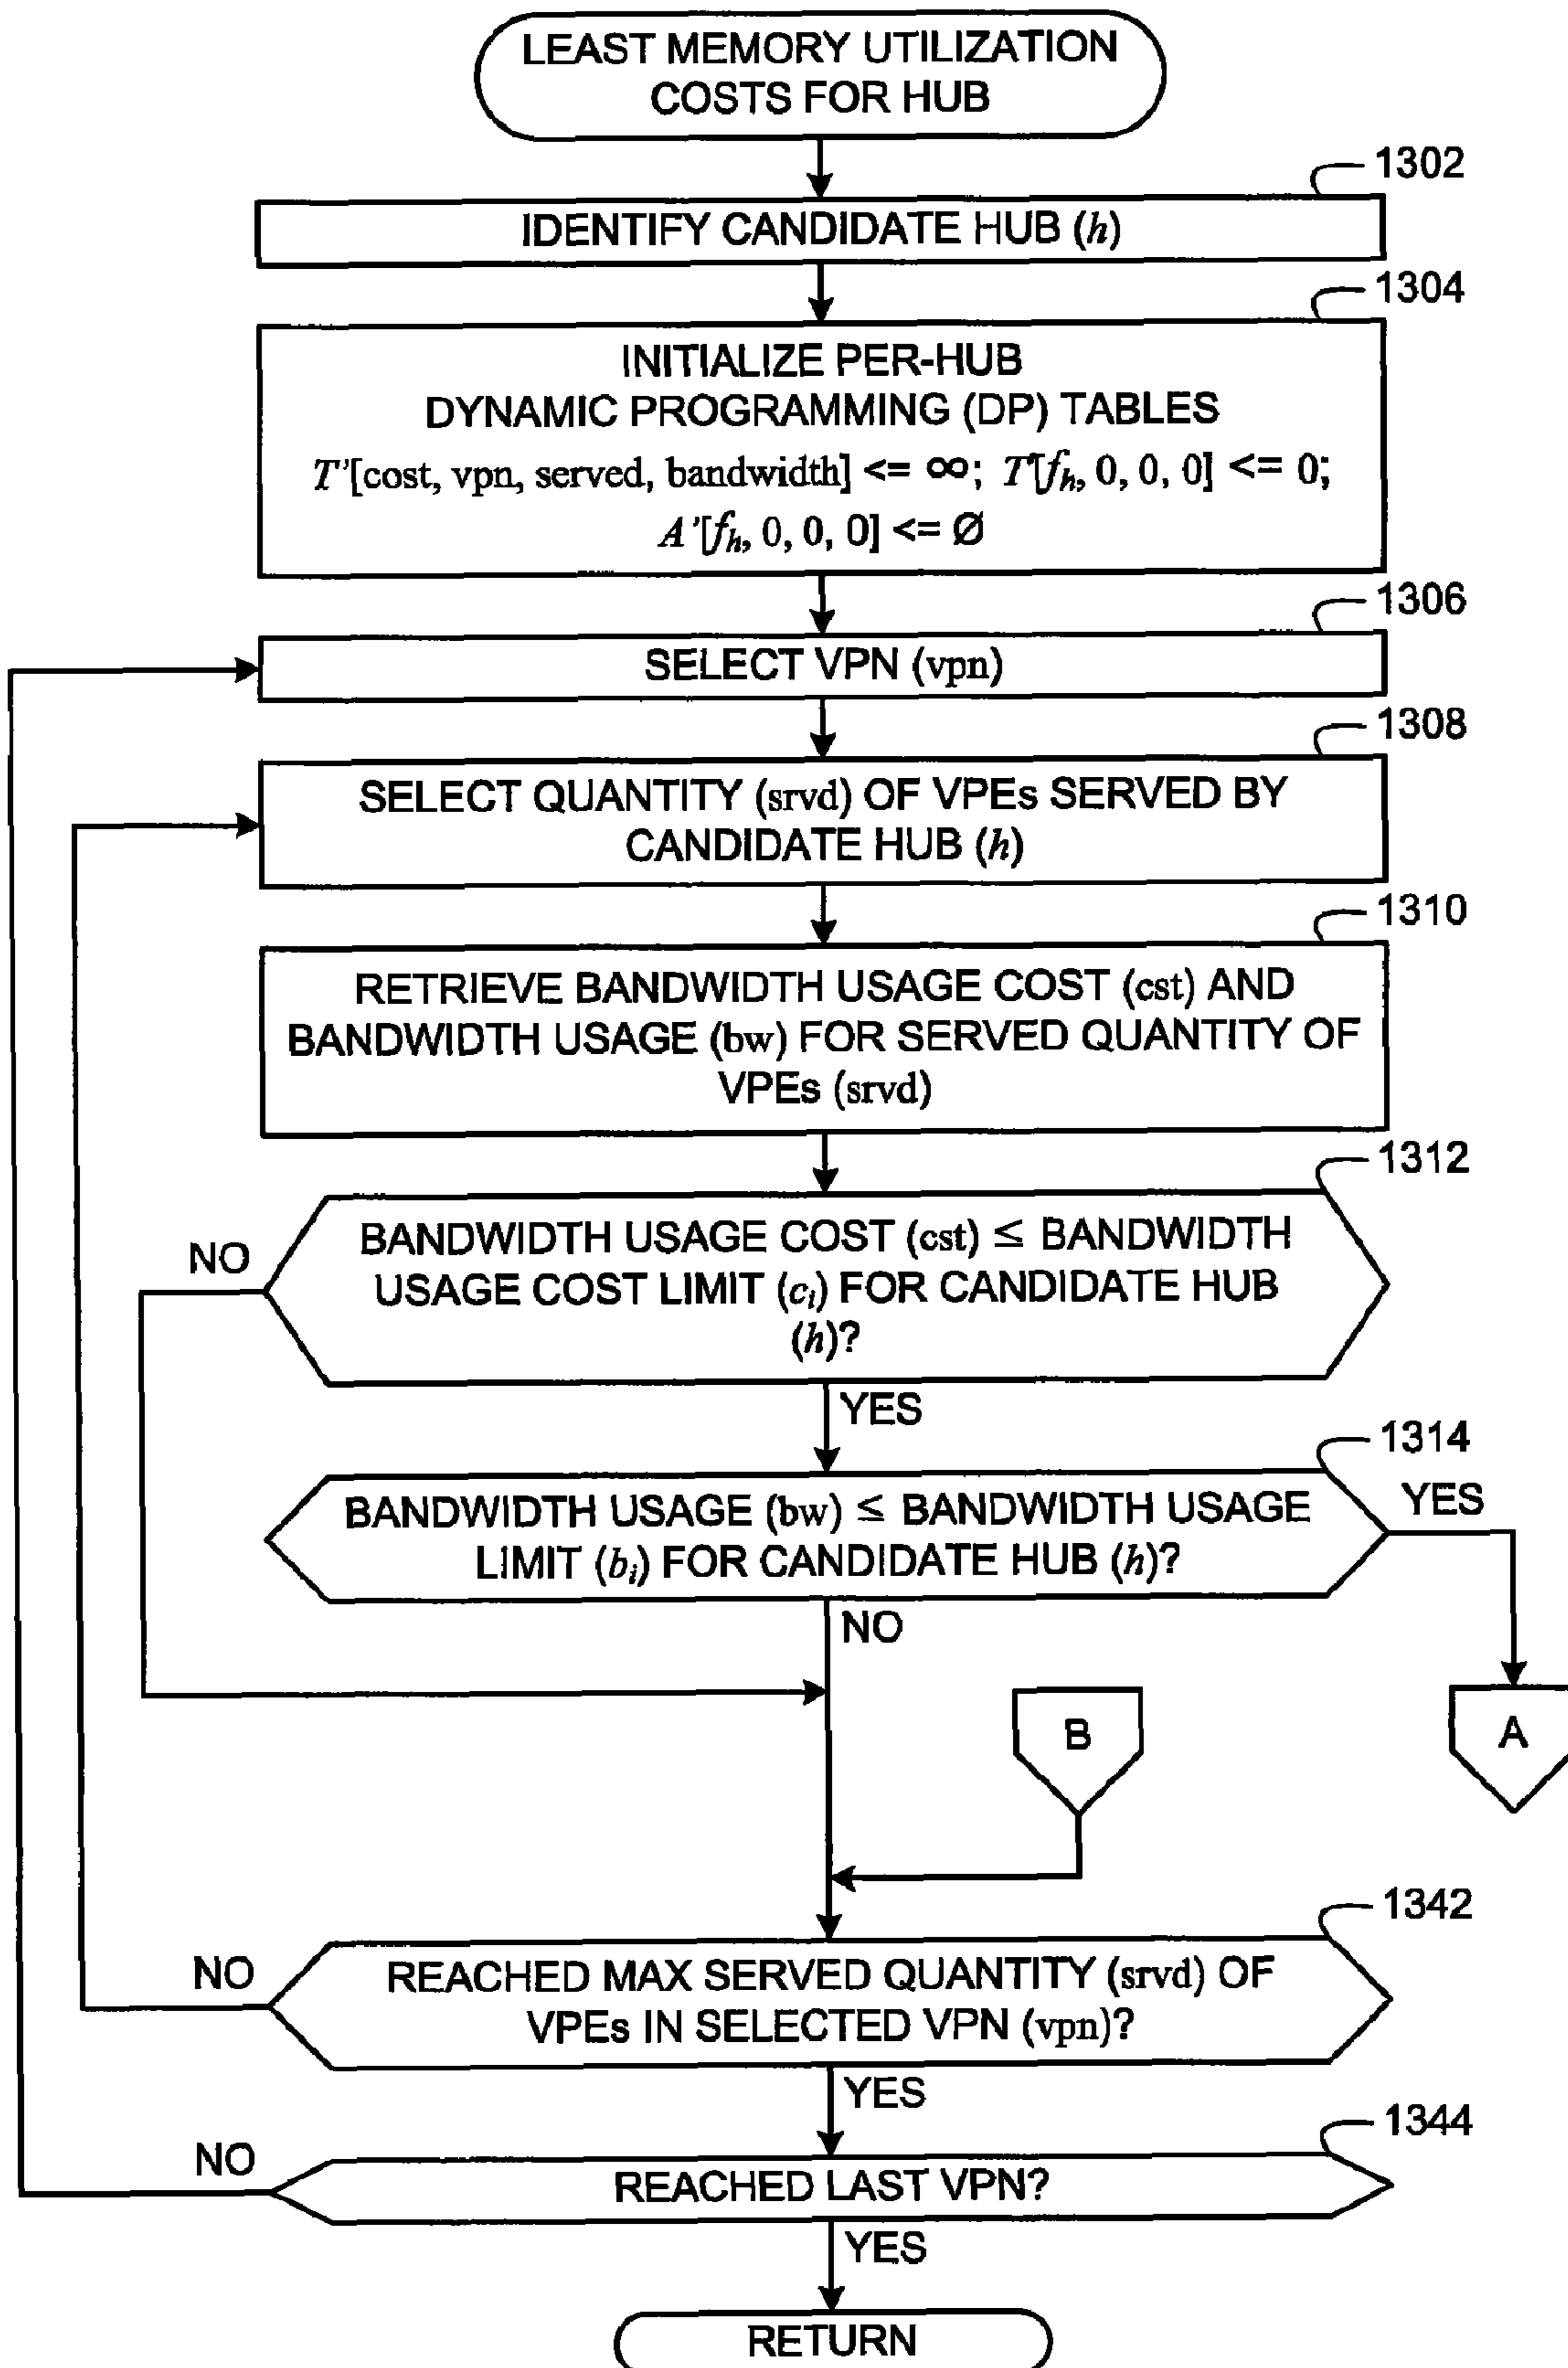 LEAST MEMORY UTILIZATION
COSTS FOR HUB
1302
IDENTIFY CANDIDATE HUB (h)
1304
INITIALIZE PER-HUB
DYNAMIC PROGRAMMING (DP) TABLES
T'[cost, vpn, served, bandwidth] <= ∞; T[fₕ, 0, 0, 0] <= 0;
A'[fₕ, 0, 0, 0] <= Ø
1306
SELECT VPN (vpn)
1308
SELECT QUANTITY (srvd) OF VPEs SERVED BY
CANDIDATE HUB (h)
1310
RETRIEVE BANDWIDTH USAGE COST (cst) AND
BANDWIDTH USAGE (bw) FOR SERVED QUANTITY OF
VPEs (srvd)
1312
BANDWIDTH USAGE COST (cst) ≤ BANDWIDTH
USAGE COST LIMIT (cᵢ) FOR CANDIDATE HUB
(h)?
NO
YES
1314
BANDWIDTH USAGE (bw) ≤ BANDWIDTH USAGE
LIMIT (bᵢ) FOR CANDIDATE HUB (h)?
YES
NO
B
A
1342
REACHED MAX SERVED QUANTITY (srvd) OF
VPEs IN SELECTED VPN (vpn)?
NO
YES
1344
REACHED LAST VPN?
NO
YES
RETURN